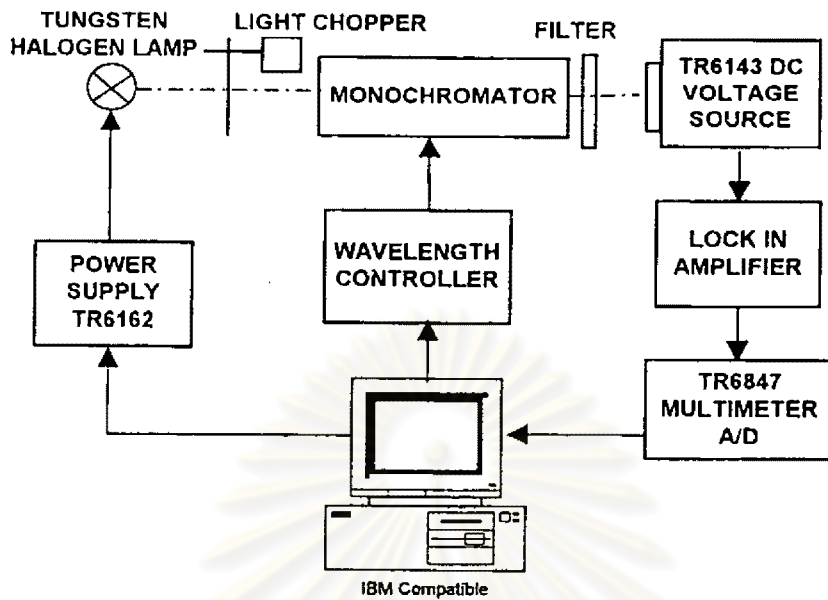 TUNGSTEN
HALOGEN LAMP
LIGHT CHOPPER
FILTER
MONOCHROMATOR
TR6143 DC
VOLTAGE
SOURCE
POWER
SUPPLY
TR6162
WAVELENGTH
CONTROLLER
LOCK IN
AMPLIFIER
TR6847
MULTIMETER
A/D
IBM Compatible